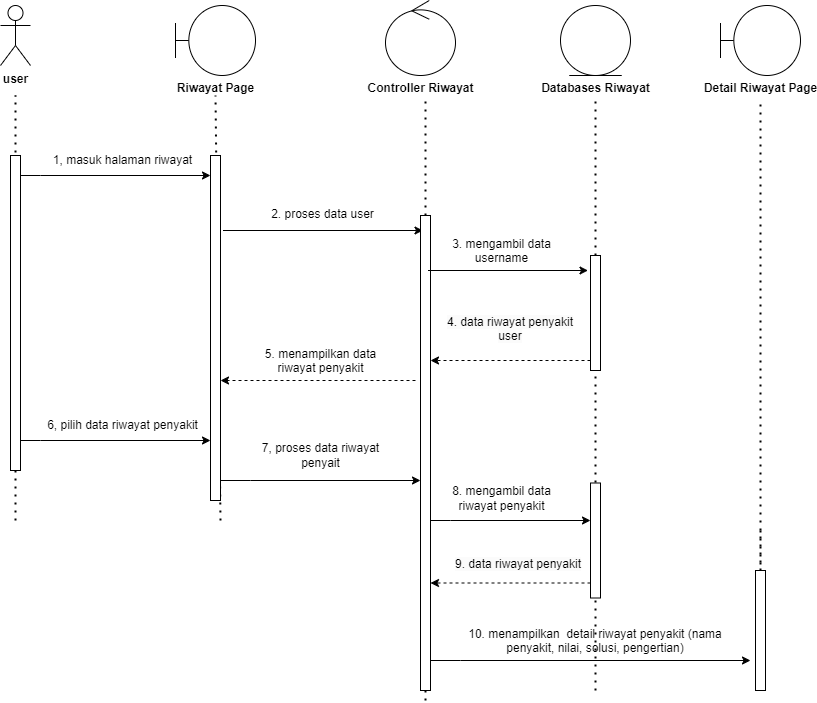 user
Riwayat Page
Controller Riwayat
Databases Riwayat
Detail Riwayat Page
1, masuk halaman riwayat
2. proses data user
3. mengambil data
username
4. data riwayat penyakit
user
5. menampilkan data
riwayat penyakit
6, pilih data riwayat penyakit
7, proses data riwayat
penyait
8. mengambil data
riwayat penyakit
9. data riwayat penyakit
10. menampilkan detail riwayat penyakit (nama
penyakit, nilai, solusi, pengertian)